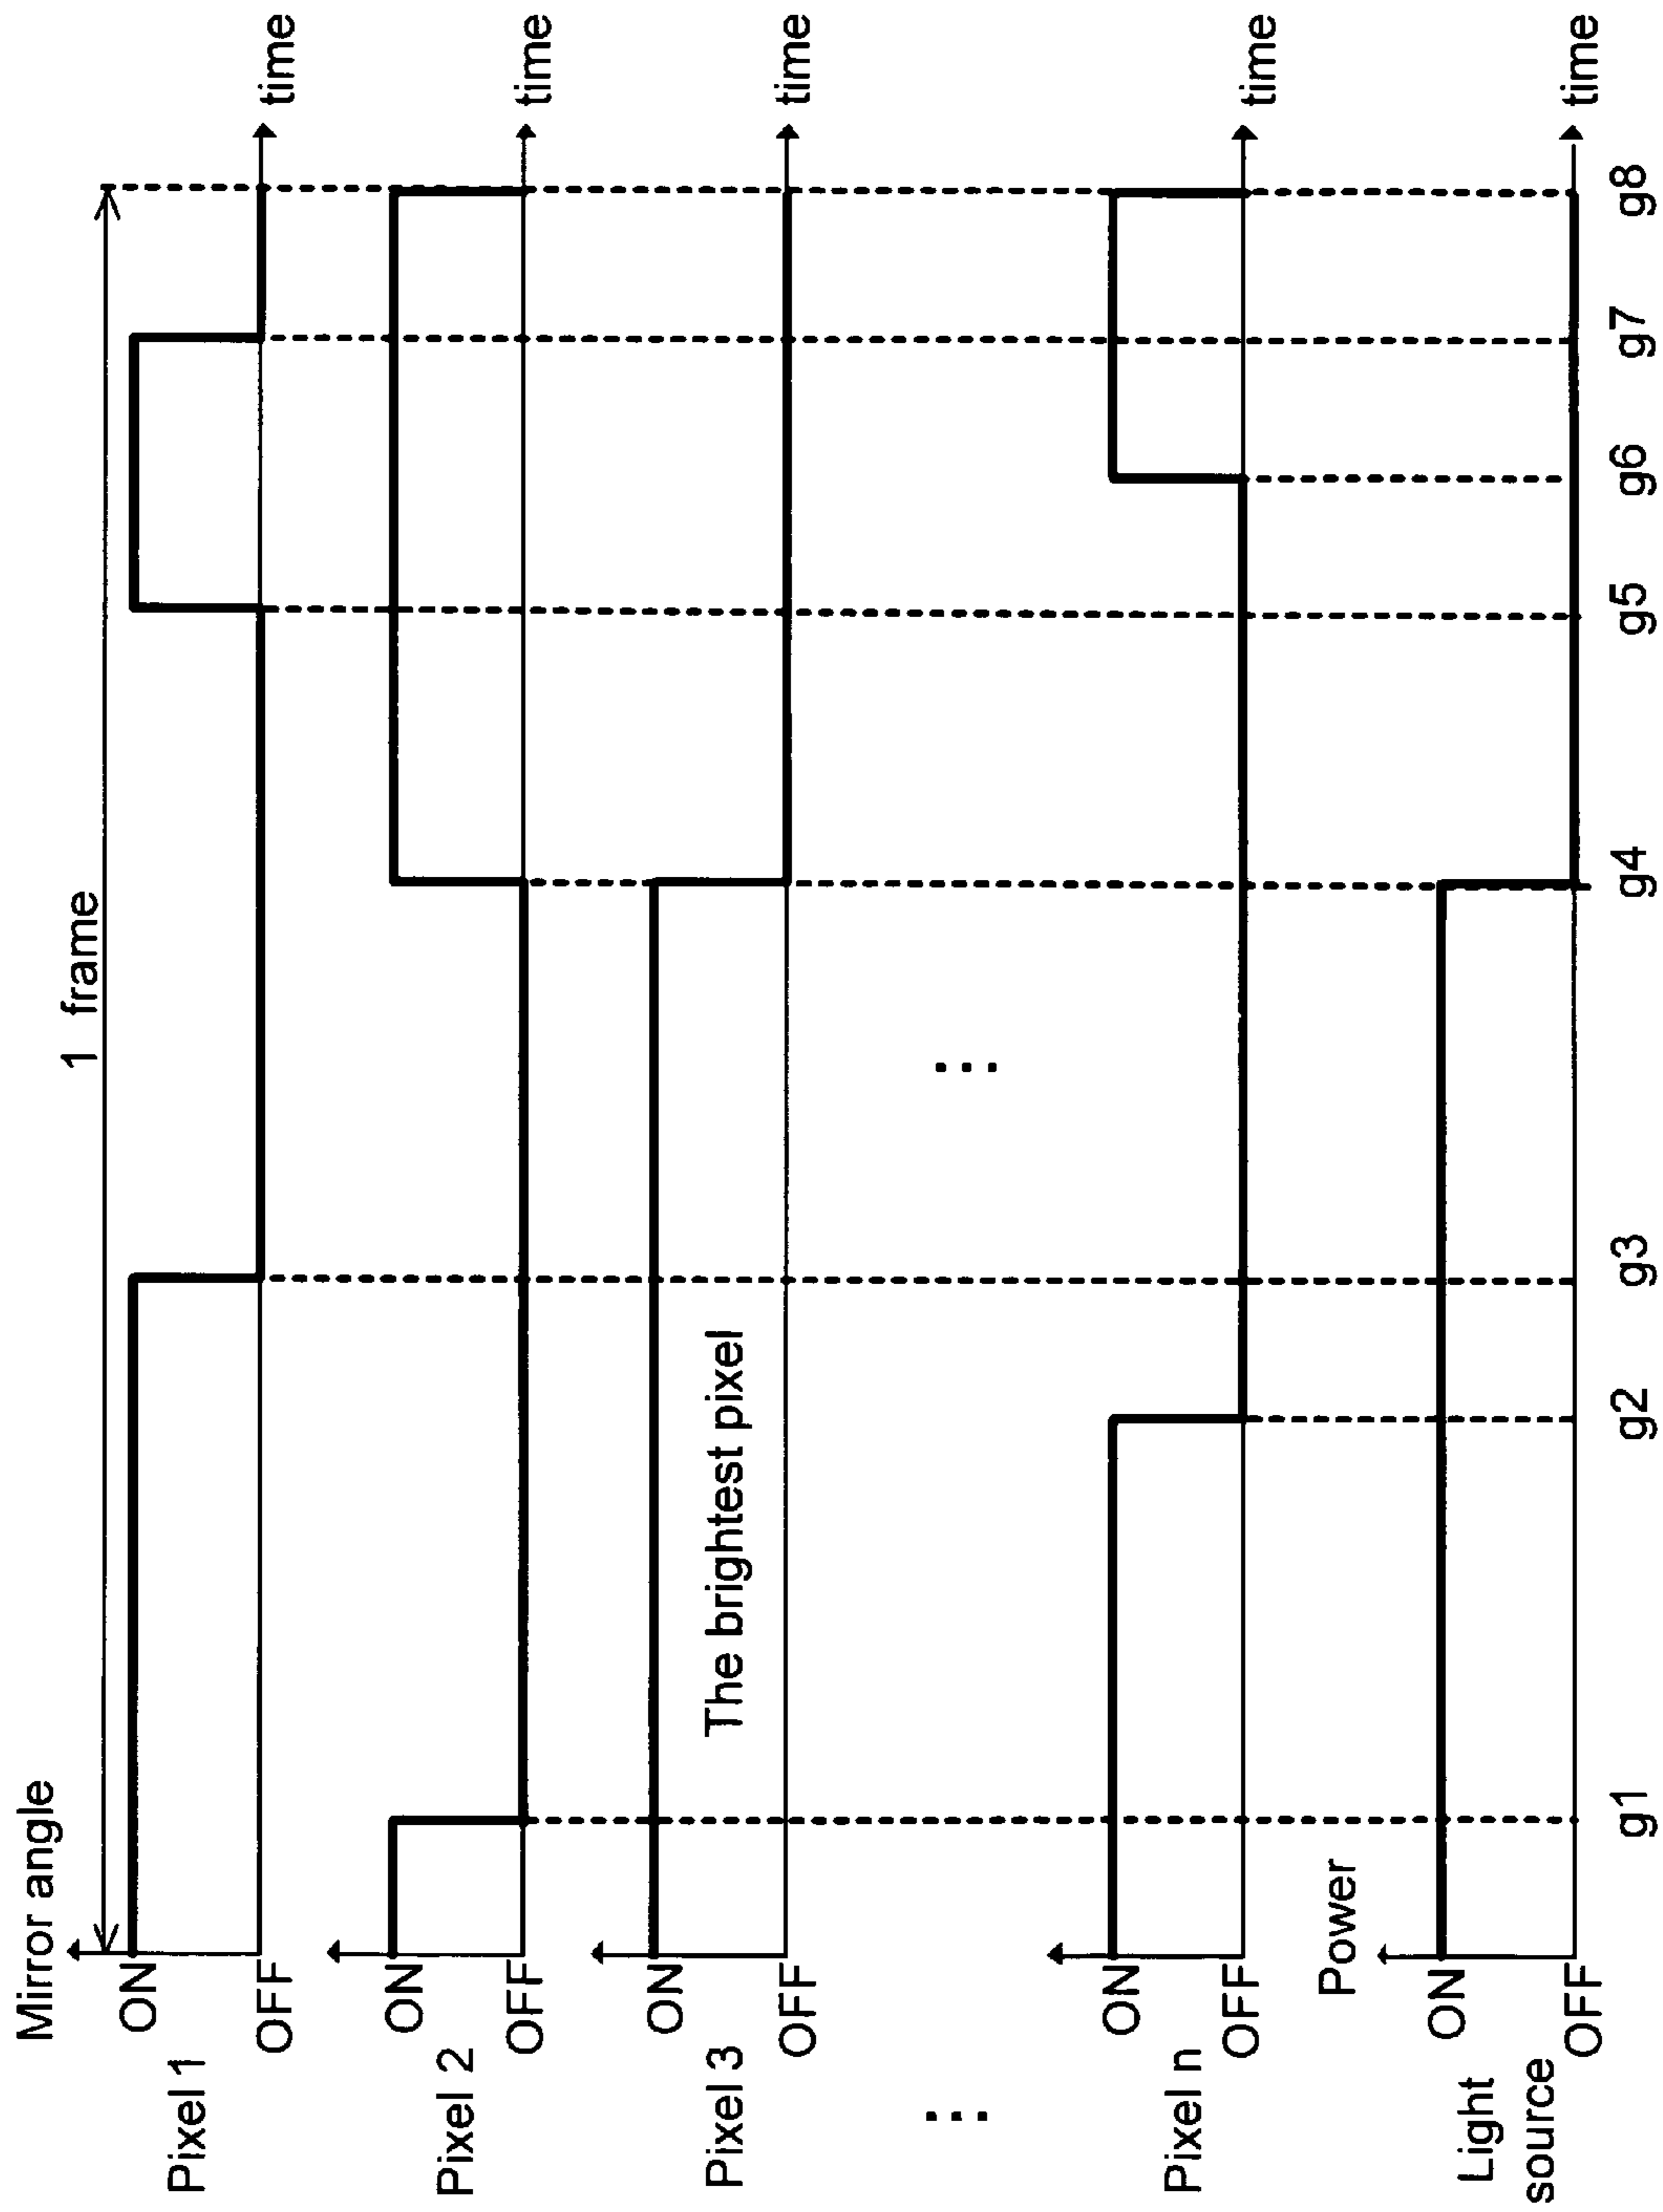 1 frame
Mirror angle
ON
OFF
time
Pixel 1
ON
OFF
time
Pixel 2
ON
OFF
time
Pixel 3
The brightest pixel
...
...
ON
OFF
time
Pixel n
Power
ON
OFF
time
Light
source
g1 g2 g3 g4 g5 g6 g7 g8